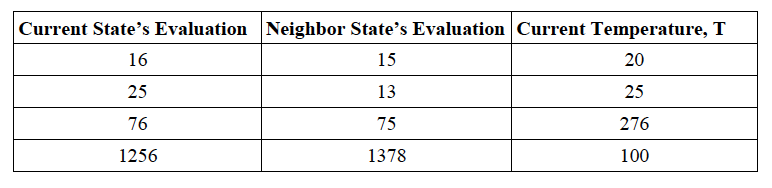 Current State’s Evaluation Neighbor State’s Evaluation Current Temperature, T
16 15 20
25 13 25
76 75 276
1256 1378 100